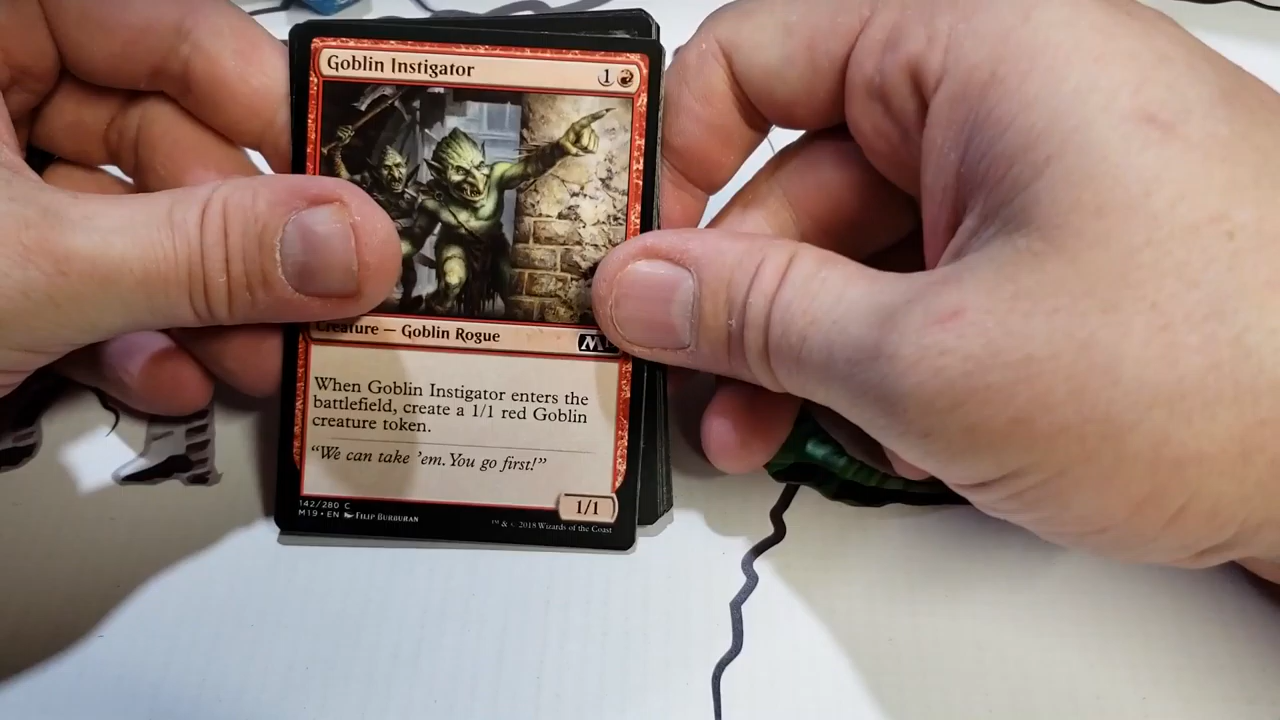 Goblin Instigator
1
Creature — Goblin Rogue
When Goblin Instigator enters the
battlefield, create a 1/1 red Goblin
creature token.
“We can take ’em. You go first!”
1/1
142/280 C
M19 • EN Filip Burburan
™ & © 2018 Wizards of the Coast